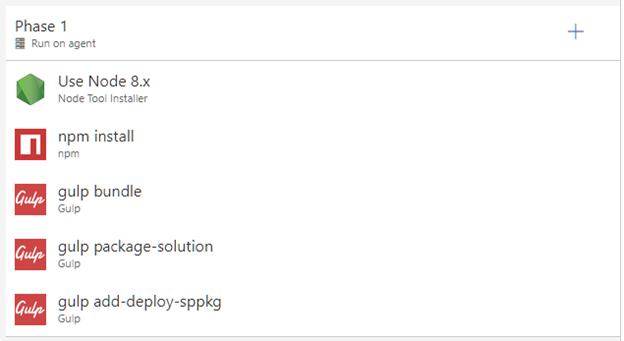 Phase 1
Run on agent
Use Node 8.x
Node Tool Installer
npm install
npm
Gulp
gulp bundle
Gulp
Gulp
gulp package-solution
Gulp
Gulp
gulp add-deploy-sppkg
Gulp